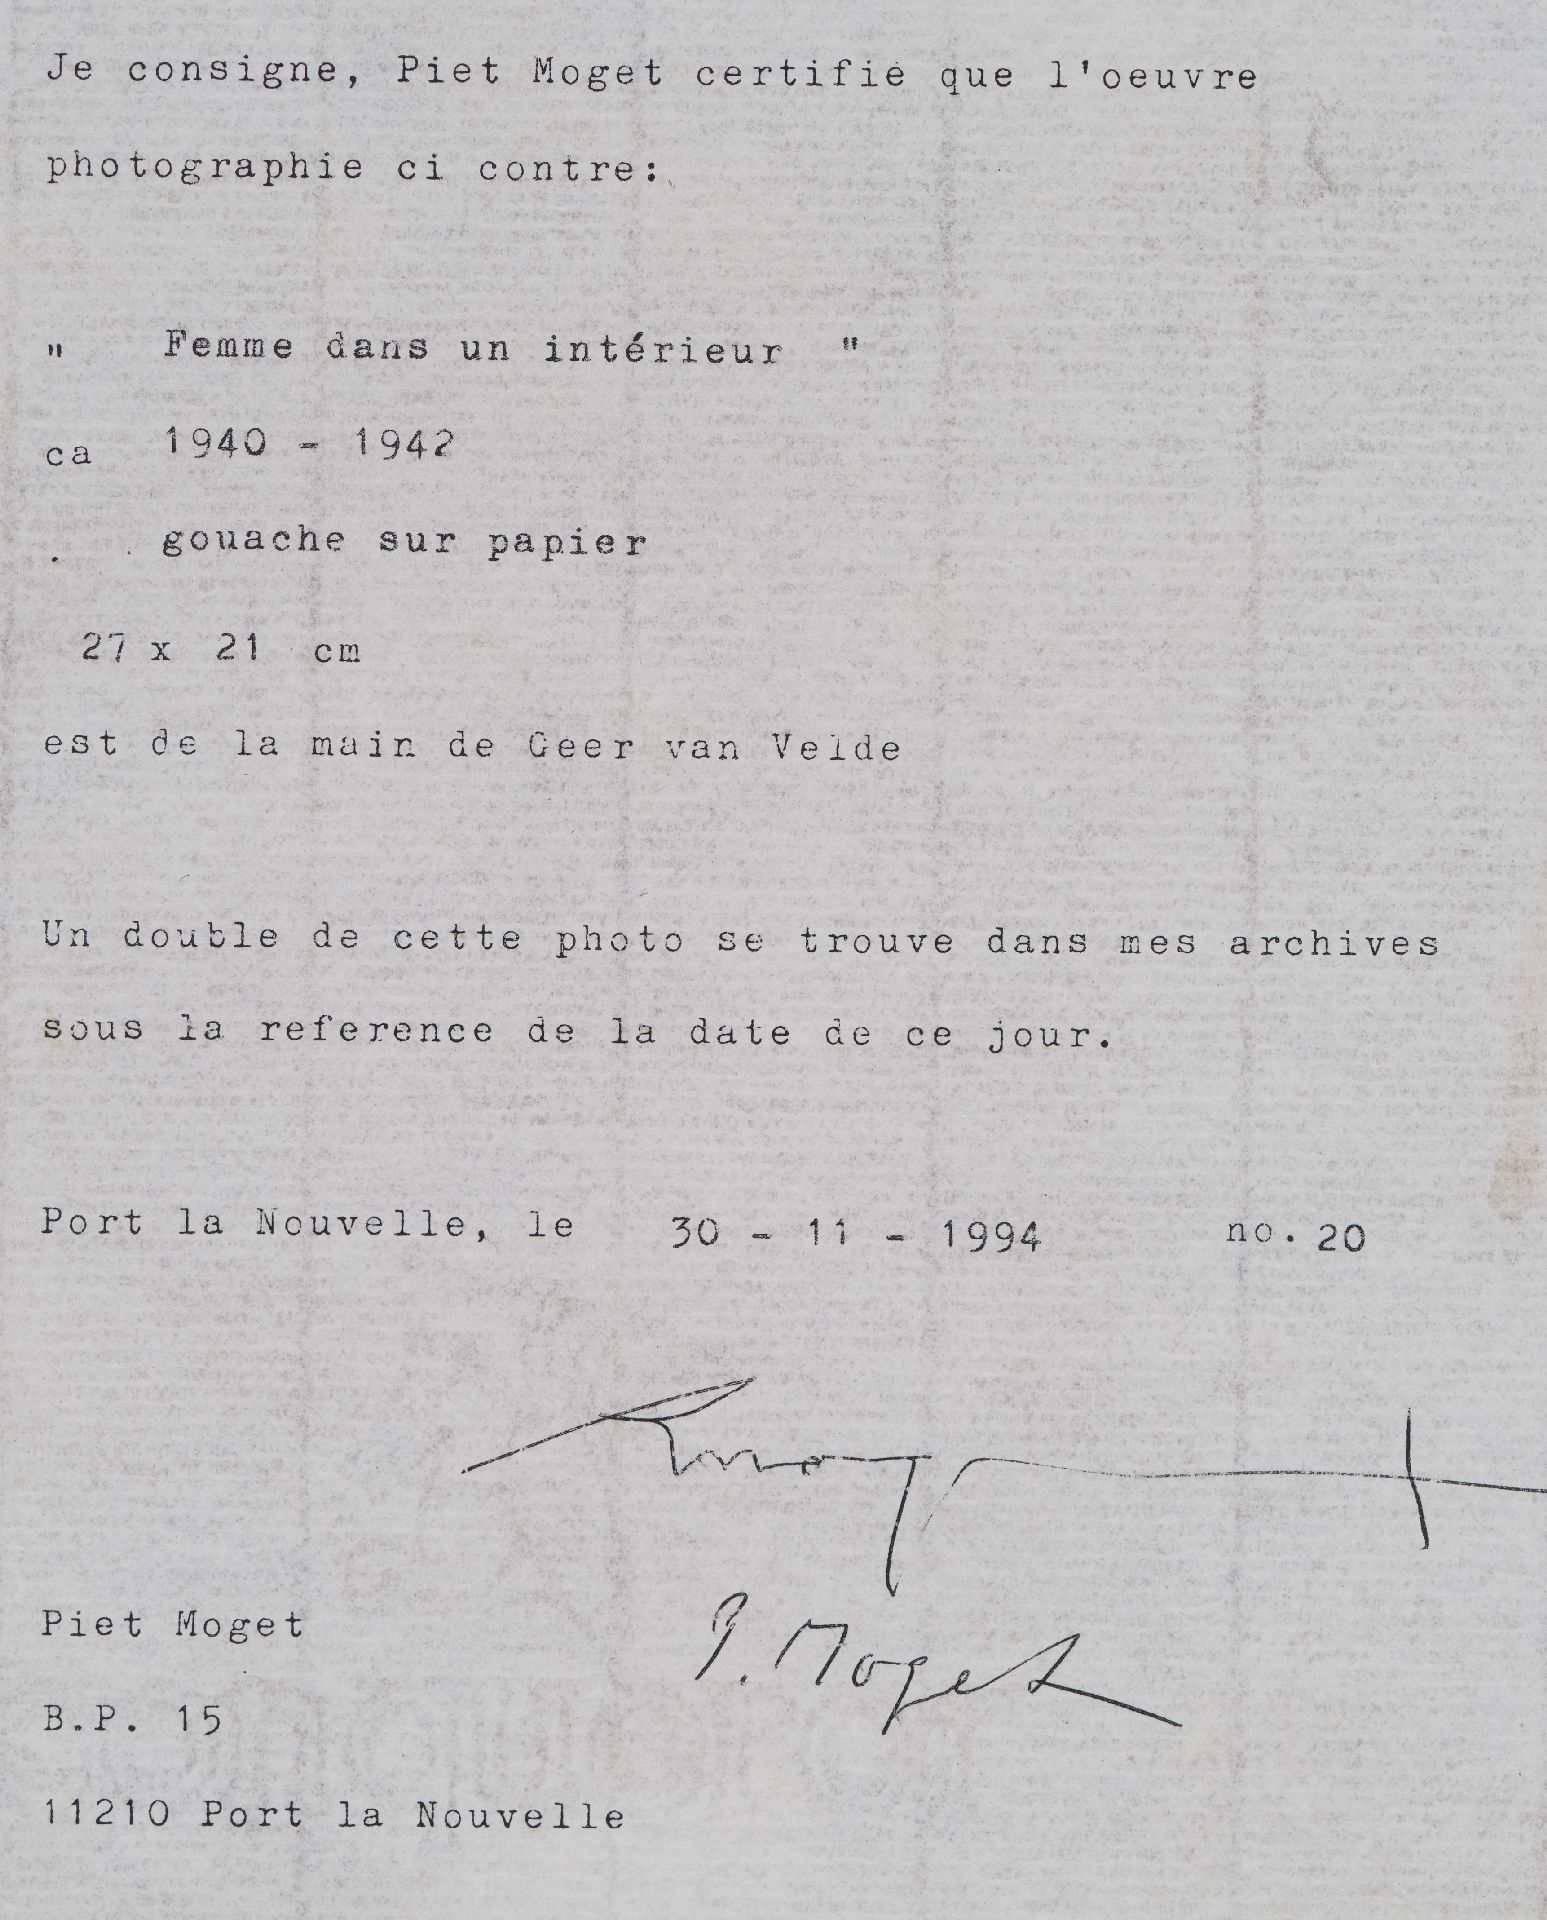 Je consigne, Piet Moget certifie que l'oeuvre
photographie ci contre:
" Femme dans un intérieur "
ca 1940 - 1942
. gouache sur papier
27 x 21 cm
est de la main de Geer van Velde
Un double de cette photo se trouve dans mes archives
sous la reference de la date de ce jour.
Port la Nouvelle, le 30 - 11 - 1994 no. 20
P. Moget
Piet Moget
B.P. 15
11210 Port la Nouvelle